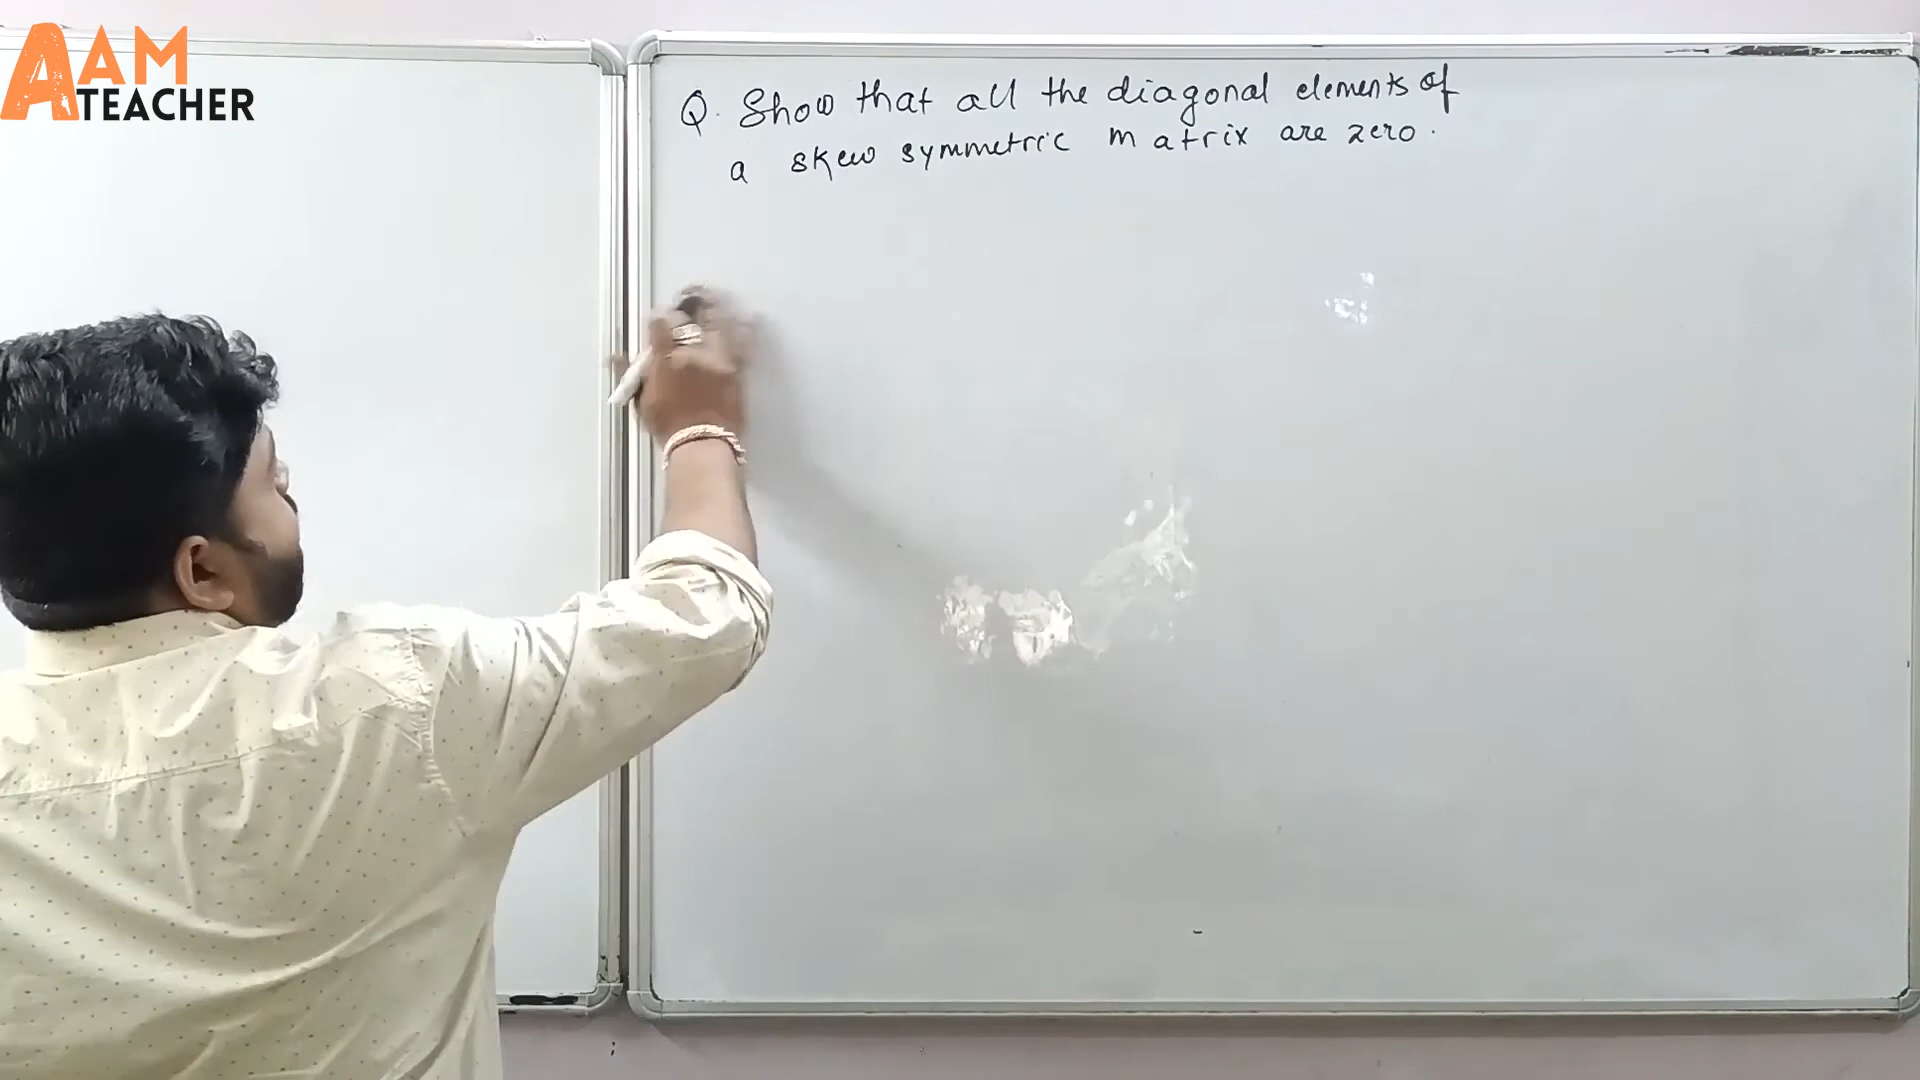 AAM
TEACHER
Q. Show that all the diagonal elements of
a skew symmetric matrix are zero.